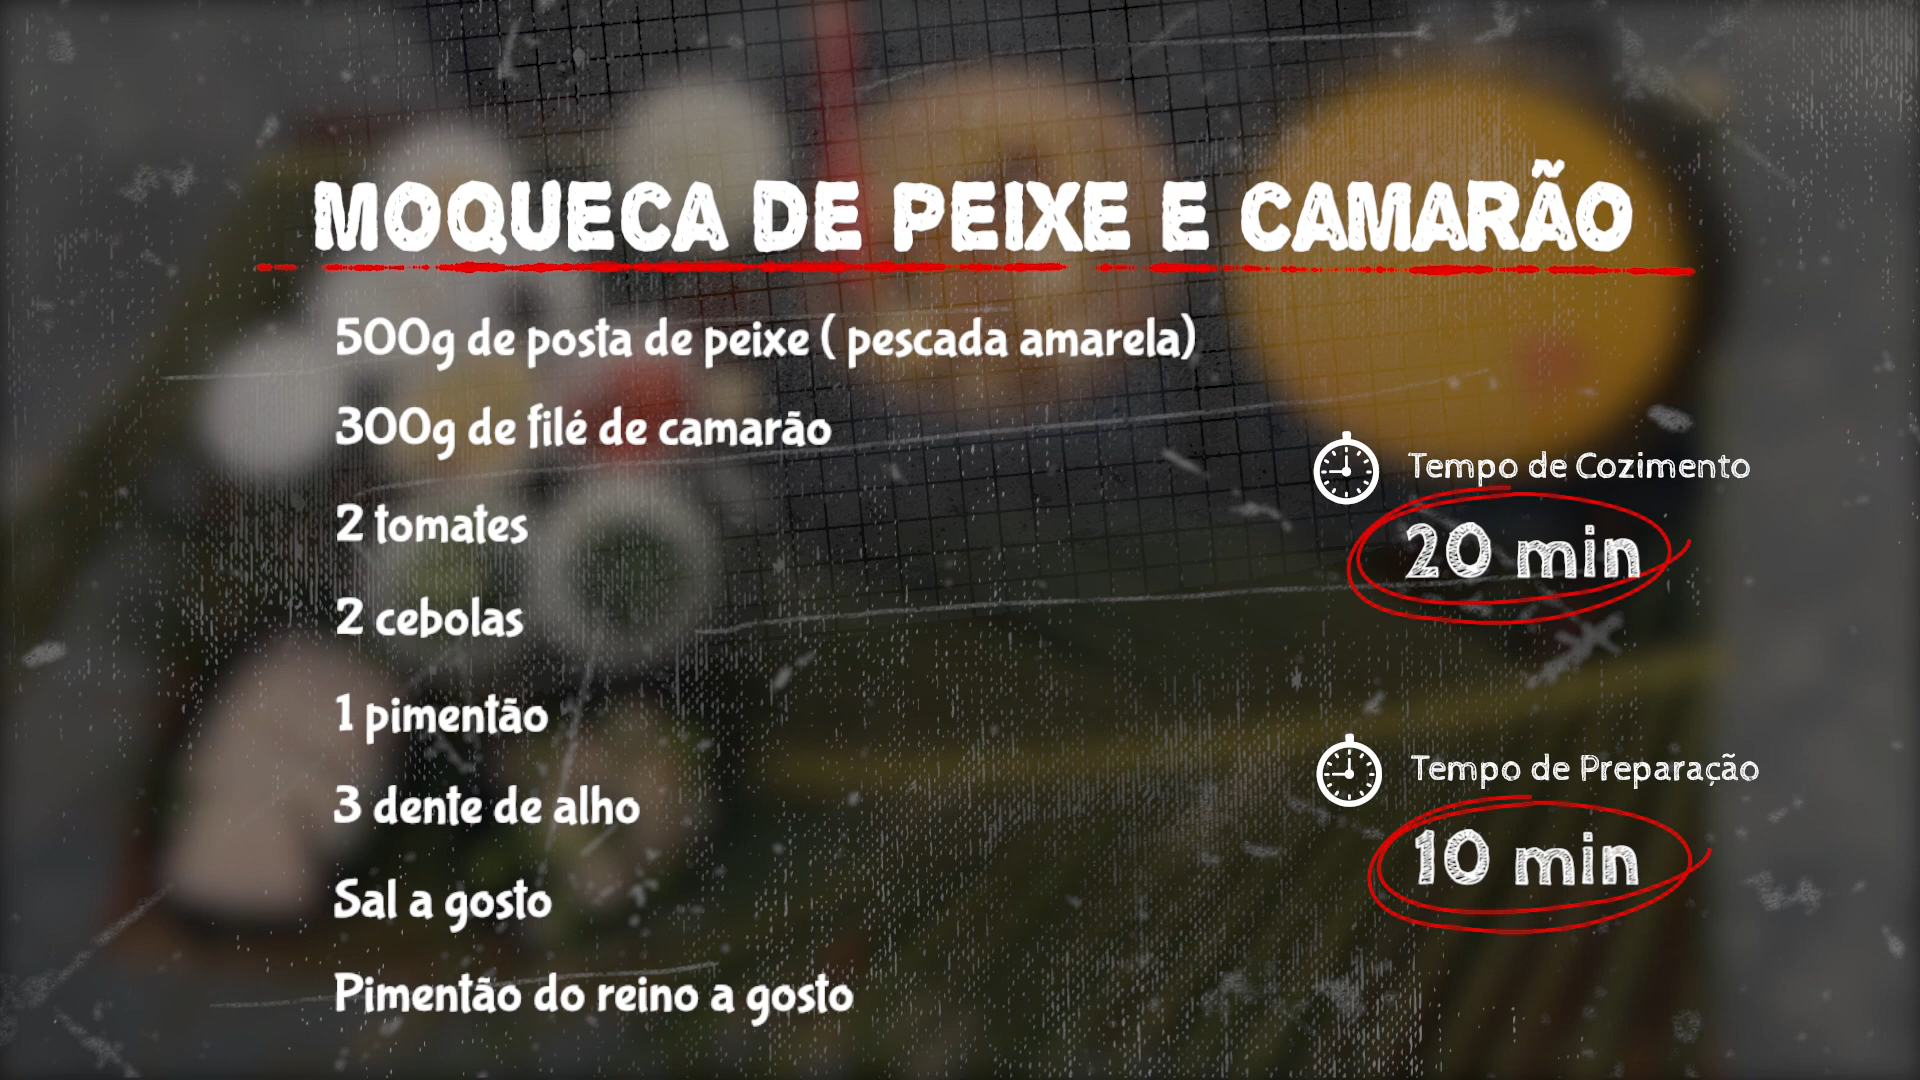 MOQUECA DE PEIXE E CAMARÃO
500g de posta de peixe ( pescada amarela)
300g de filé de camarão
2 tomates
2 cebolas
1 pimentão
3 dente de alho
Sal a gosto
Pimentão do reino a gosto
Tempo de Cozimento
20 min
Tempo de Preparação
10 min